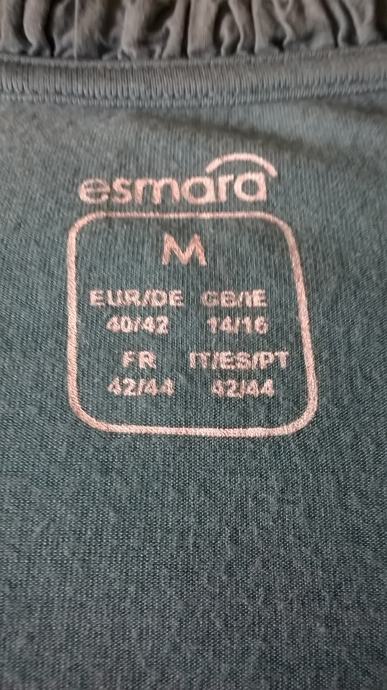 esmara
M
EUR/DE GB/IE
40/42 14/16
FR IT/ES/PT
42/44 42/44